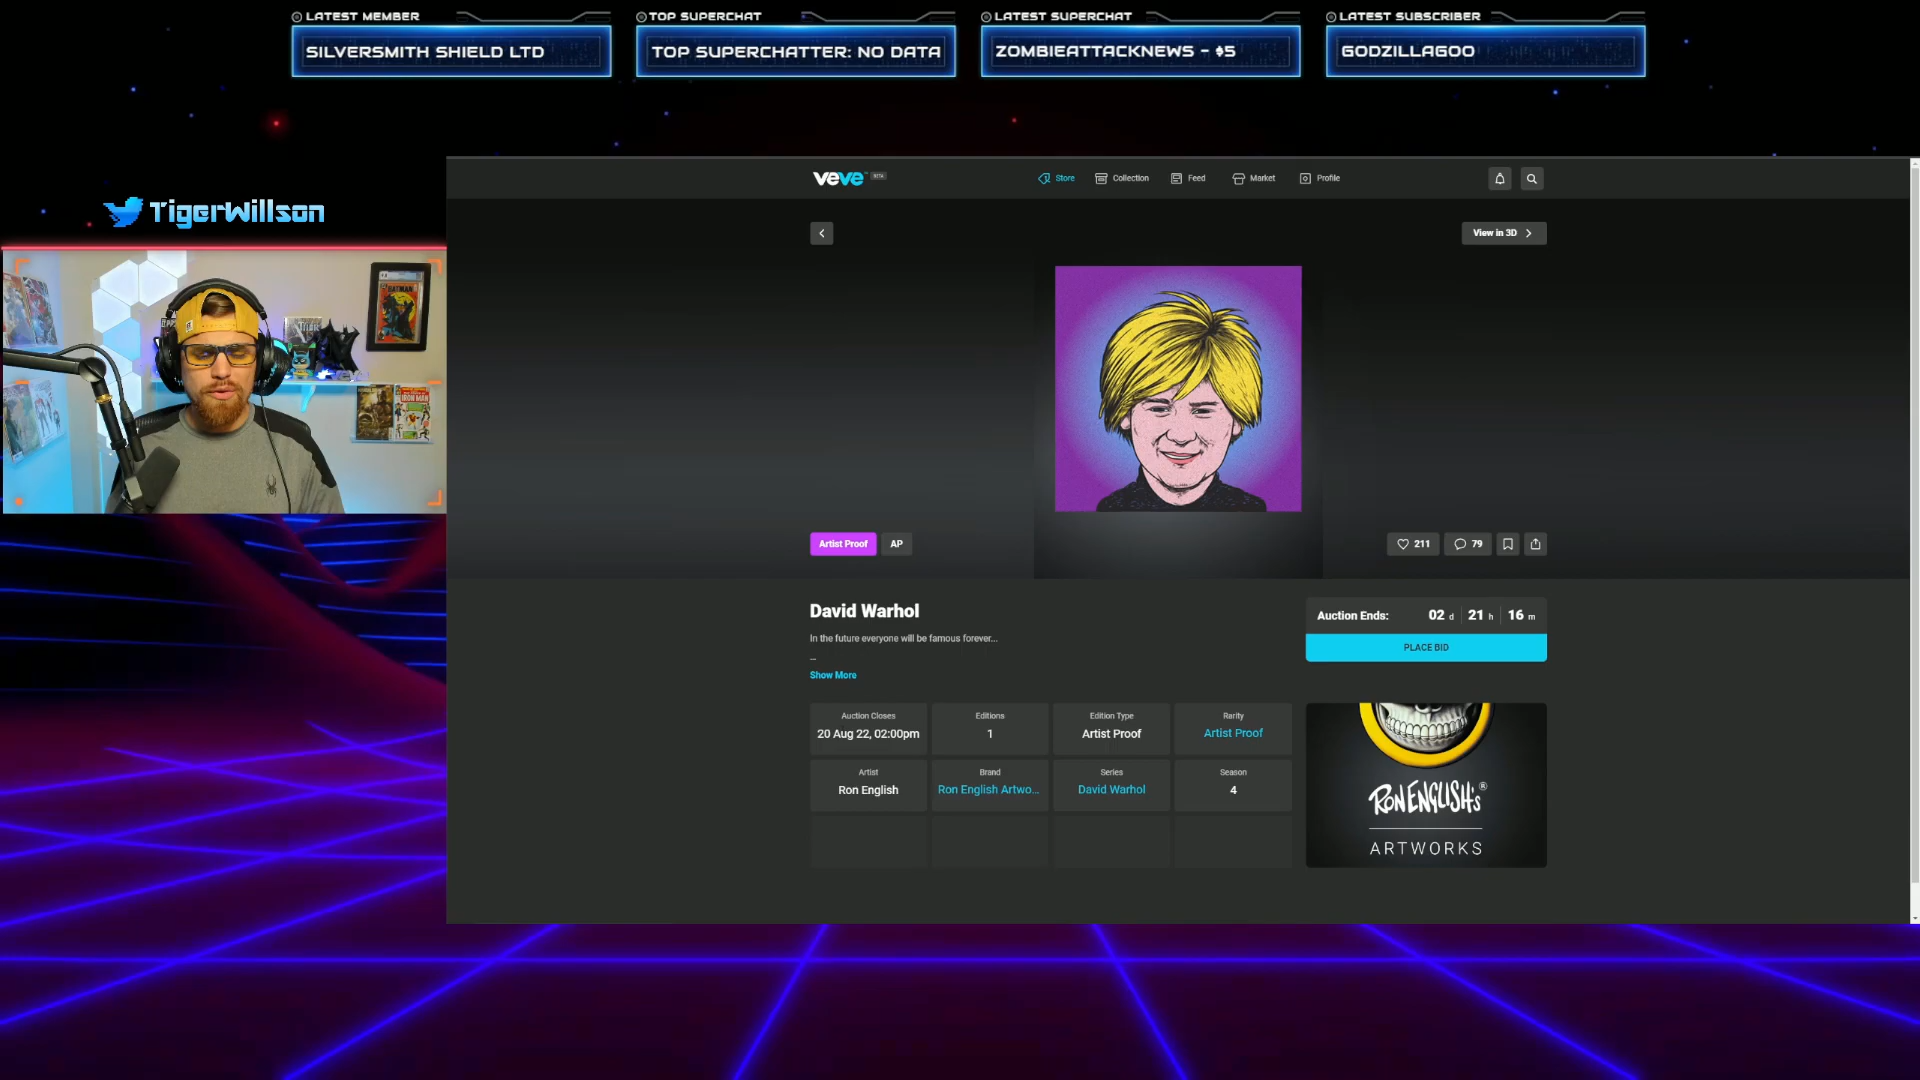 LATEST MEMBER
SILVERSMITH SHIELD LTD
TOP SUPERCHAT
TOP SUPERCHATTER: NO DATA
LATEST SUPERCHAT
ZOMBIEATTACKNEWS - $5
LATEST SUBSCRIBER
GODZILLAGOO
TigerWillson
BATMAN
IRON MAN
veve
Store
Collection
Feed
Market
Profile
View in 3D
Artist Proof
AP
211
79
David Warhol
In the future everyone will be famous forever...
...
Show More
Auction Ends:
02 d
21 h
16 m
PLACE BID
Auction Closes
20 Aug 22, 02:00pm
Editions
1
Edition Type
Artist Proof
Rarity
Artist Proof
Artist
Ron English
Brand
Ron English Artwo...
Series
David Warhol
Season
4
RON ENGLISH'S®
ARTWORKS